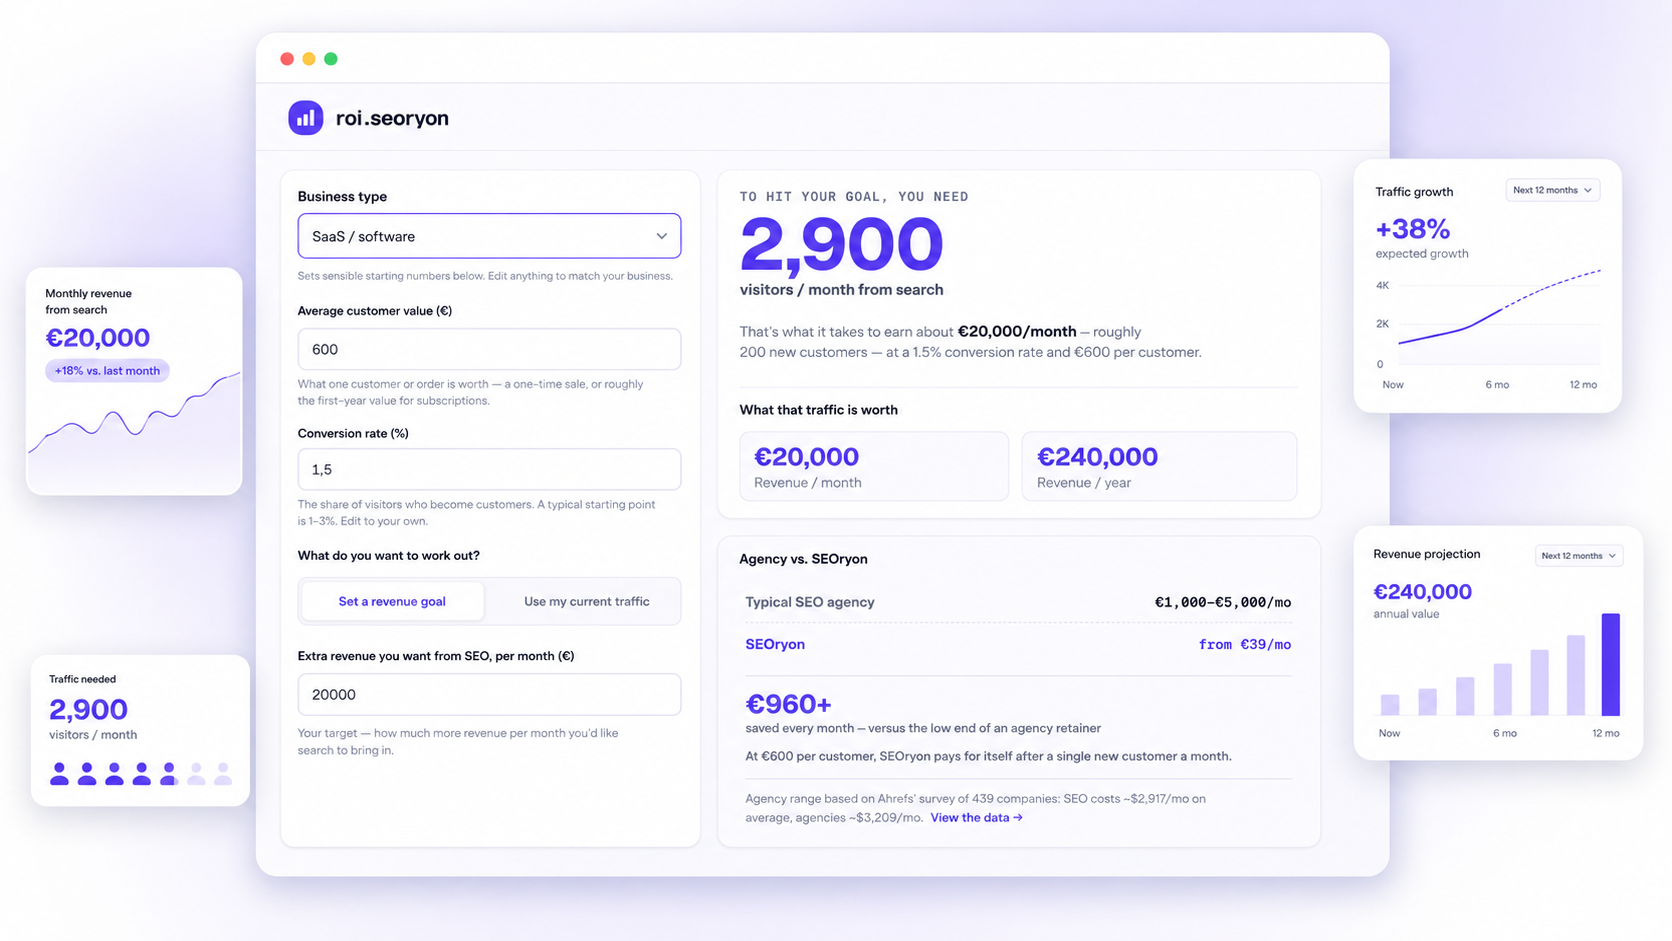 roi.seoryon
Business type
SaaS / software
Sets sensible starting numbers below. Edit anything to match your business.
Average customer value (€)
600
What one customer or order is worth — a one-time sale, or roughly
the first-year value for subscriptions.
Conversion rate (%)
1,5
The share of visitors who become customers. A typical starting point
is 1–3%. Edit to your own.
What do you want to work out?
Set a revenue goal
Use my current traffic
Extra revenue you want from SEO, per month (€)
20000
Your target — how much more revenue per month you'd like
search to bring in.
TO HIT YOUR GOAL, YOU NEED
2,900
visitors / month from search
That's what it takes to earn about €20,000/month — roughly
200 new customers — at a 1.5% conversion rate and €600 per customer.
What that traffic is worth
€20,000
Revenue / month
€240,000
Revenue / year
Agency vs. SEOryon
Typical SEO agency €1,000–€5,000/mo
SEOryon from €39/mo
€960+
saved every month — versus the low end of an agency retainer
At €600 per customer, SEOryon pays for itself after a single new customer a month.
Agency range based on Ahrefs' survey of 439 companies: SEO costs ~$2,917/mo on
average, agencies ~$3,209/mo. View the data →
Monthly revenue
from search
€20,000
+18% vs. last month
Traffic needed
2,900
visitors / month
Traffic growth
Next 12 months
+38%
expected growth
4K
2K
0
Now 6 mo 12 mo
Revenue projection
Next 12 months
€240,000
annual value
Now 6 mo 12 mo